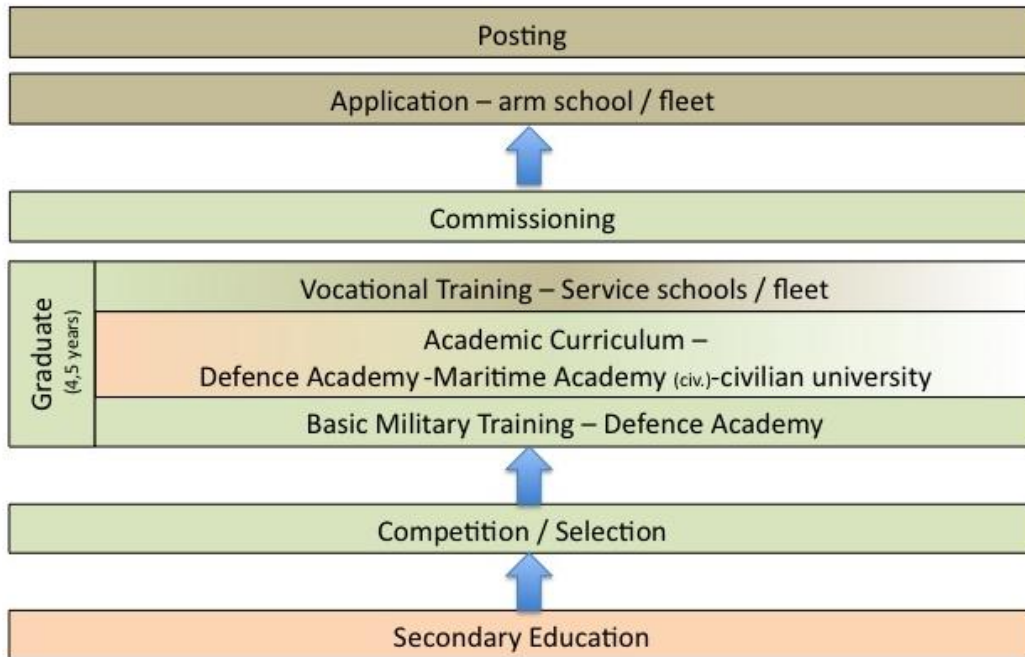 Posting
Application – arm school / fleet
Commissioning
Graduate
(4,5 years)
Vocational Training – Service schools / fleet
Academic Curriculum –
Defence Academy -Maritime Academy (civ.)-civilian university
Basic Military Training – Defence Academy
Competition / Selection
Secondary Education